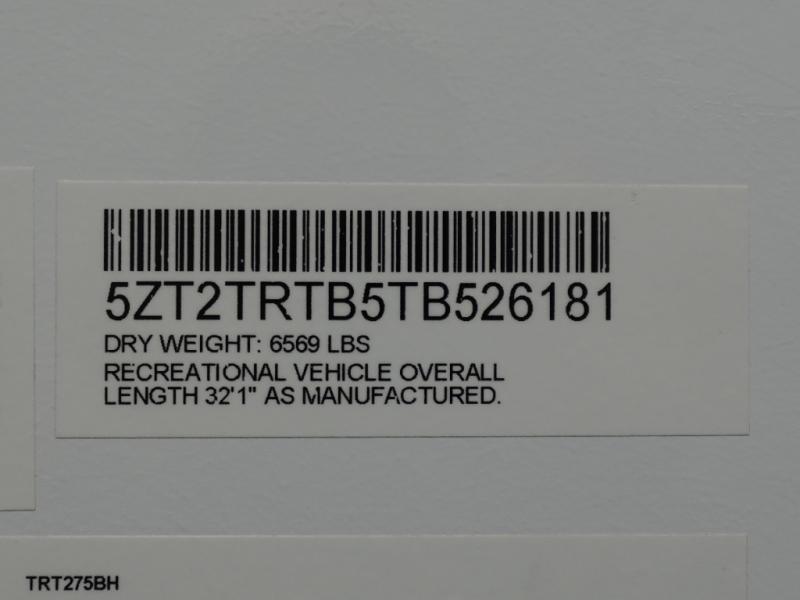 5ZT2TRTB5TB526181
DRY WEIGHT: 6569 LBS
RECREATIONAL VEHICLE OVERALL
LENGTH 32'1" AS MANUFACTURED.
TRT275BH